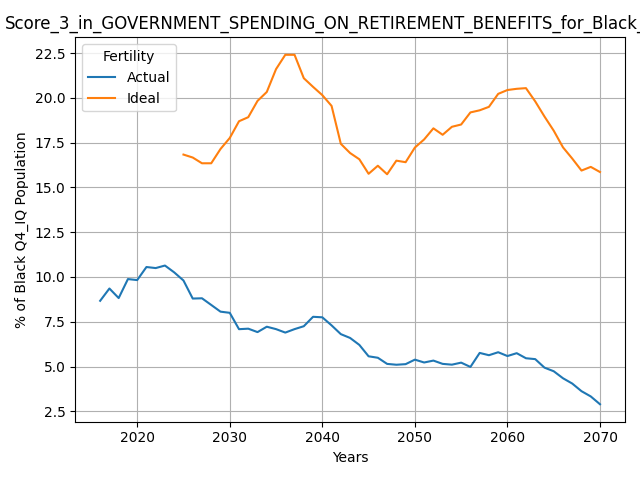 Score_3_in_GOVERNMENT_SPENDING_ON_RETIREMENT_BENEFITS_for_Black_
Fertility
Actual
Ideal
22.5
20.0
17.5
15.0
12.5
10.0
7.5
5.0
2.5
% of Black Q4_IQ Population
2020 2030 2040 2050 2060 2070
Years